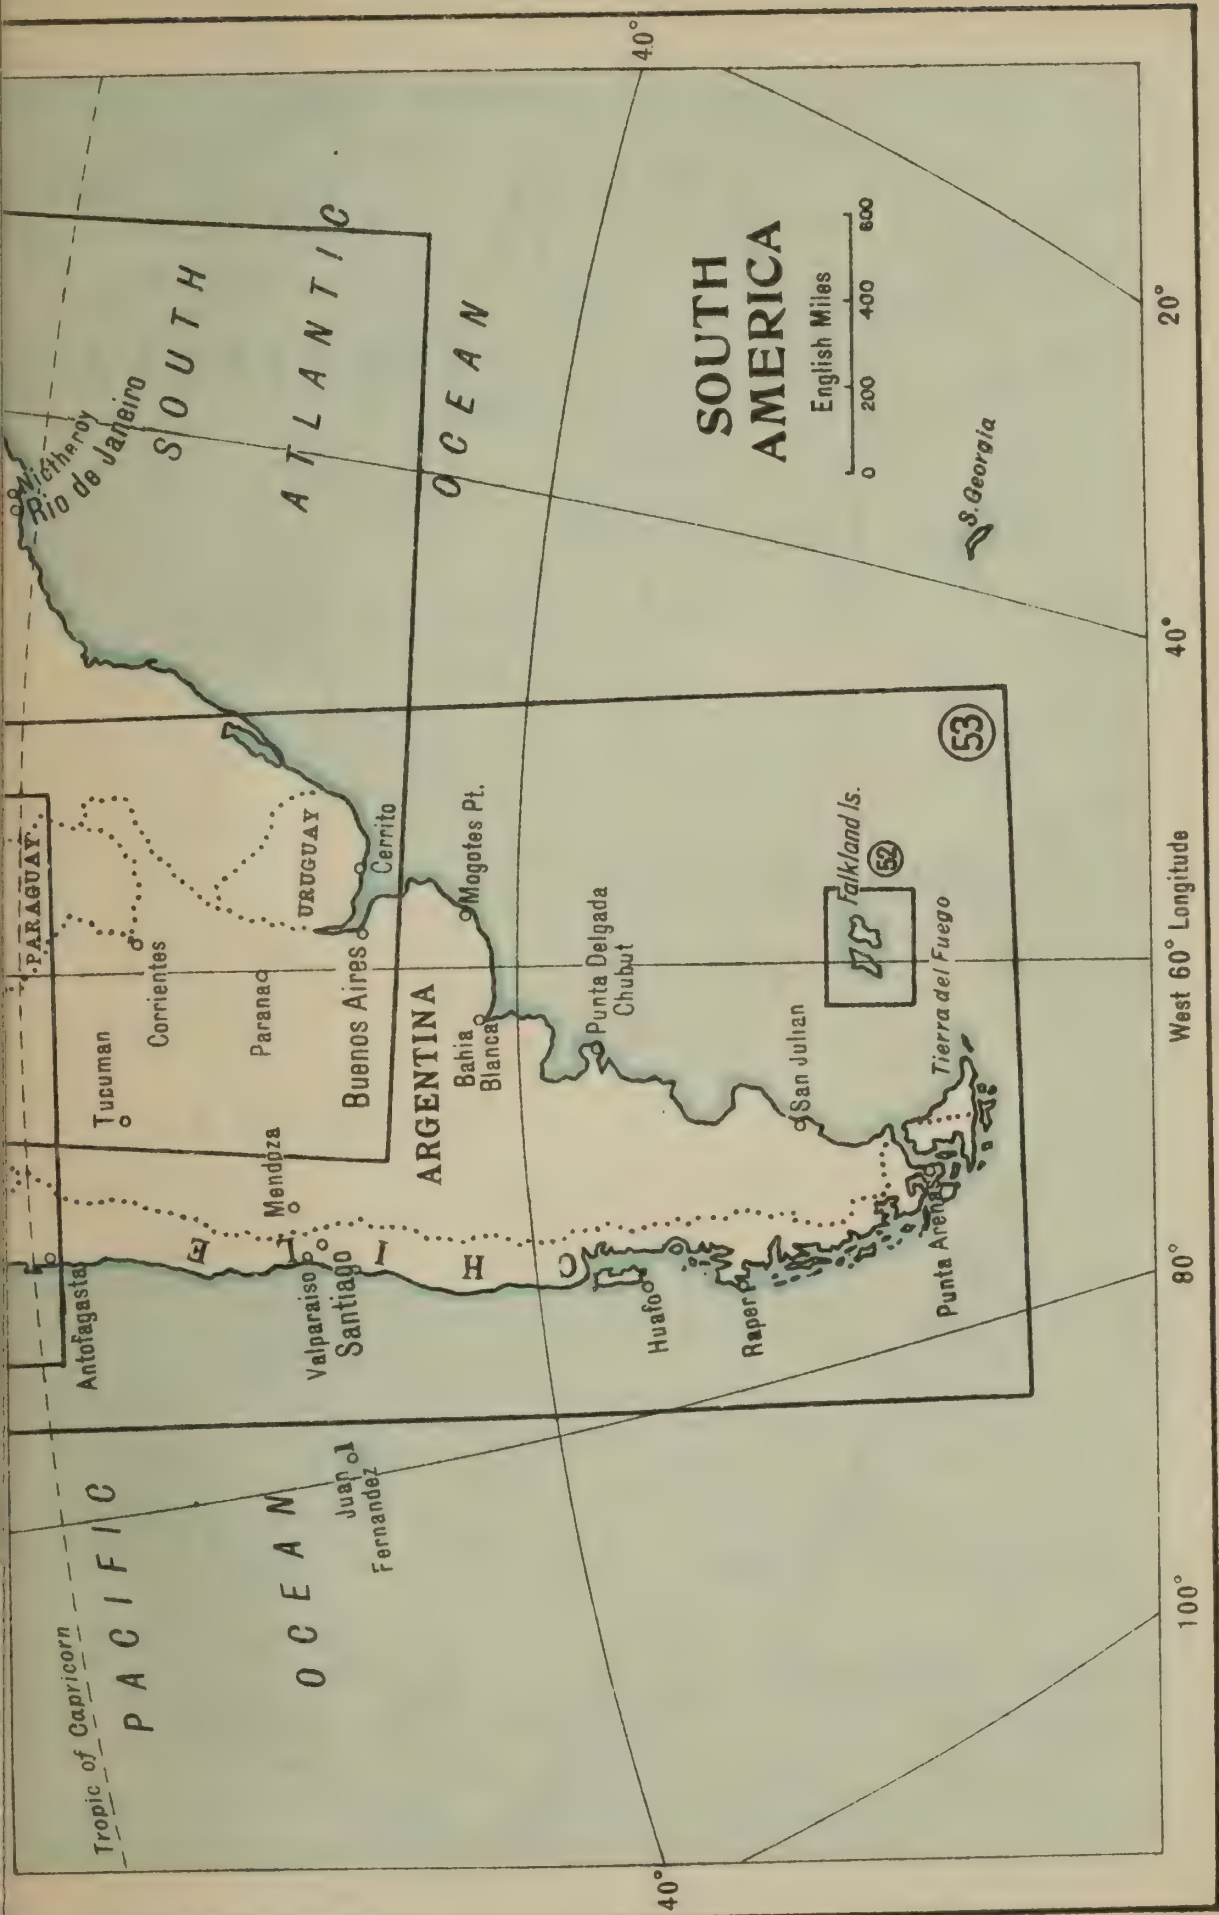 Tropic of Capricorn
PACIFIC
OCEAN
Juan
Fernandez
Antofagasta
Valparaiso
Santiago
CHILE
Huafo
Raper
Punta Arenas
PARAGUAY
Tucuman
Corrientes
Mendoza
Parana
URUGUAY
Buenos Aires
Cerrito
ARGENTINA
Mogotes Pt.
Bahia
Blanca
Punta Delgada
Chubut
San Julian
Falkland Is.
52
Tierra del Fuego
53
Nictheroy
Rio de Janeiro
SOUTH
ATLANTIC
OCEAN
SOUTH
AMERICA
English Miles
0 200 400 600
S. Georgia
40°
40°
100°
80°
West 60° Longitude
40°
20°